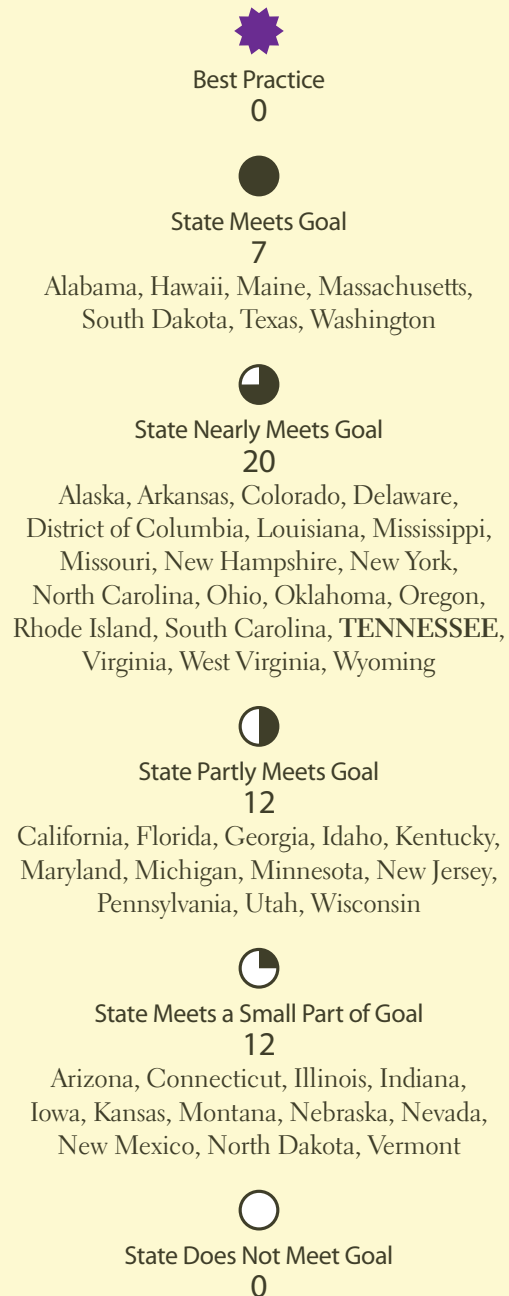 Best Practice
0
State Meets Goal
7
Alabama, Hawaii, Maine, Massachusetts,
South Dakota, Texas, Washington
State Nearly Meets Goal
20
Alaska, Arkansas, Colorado, Delaware,
District of Columbia, Louisiana, Mississippi,
Missouri, New Hampshire, New York,
North Carolina, Ohio, Oklahoma, Oregon,
Rhode Island, South Carolina, TENNESSEE,
Virginia, West Virginia, Wyoming
State Partly Meets Goal
12
California, Florida, Georgia, Idaho, Kentucky,
Maryland, Michigan, Minnesota, New Jersey,
Pennsylvania, Utah, Wisconsin
State Meets a Small Part of Goal
12
Arizona, Connecticut, Illinois, Indiana,
Iowa, Kansas, Montana, Nebraska, Nevada,
New Mexico, North Dakota, Vermont
State Does Not Meet Goal
0